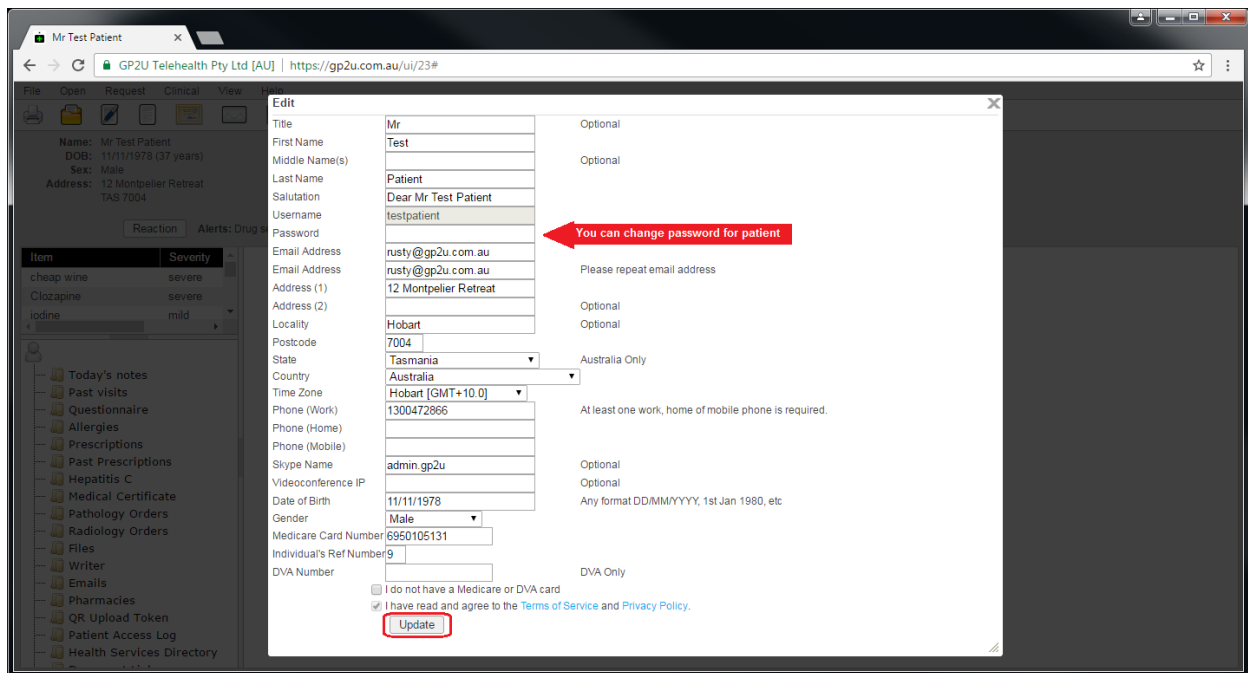 Mr Test Patient
GP2U Telehealth Pty Ltd [AU] | https://gp2u.com.au/ui/23#
File Open Request Clinical View Help
Name: Mr Test Patient
DOB: 11/11/1978 (37 years)
Sex: Male
Address: 12 Montpelier Retreat
TAS 7004
Reaction Alerts: Drug
Item Severity
cheap wine severe
Clozapine severe
iodine mild
Today's notes
Past visits
Questionnaire
Allergies
Prescriptions
Past Prescriptions
Hepatitis C
Medical Certificate
Pathology Orders
Radiology Orders
Files
Writer
Emails
Pharmacies
QR Upload Token
Patient Access Log
Health Services Directory
Edit
Title Mr Optional
First Name Test
Middle Name(s) Optional
Last Name Patient
Salutation Dear Mr Test Patient
Username testpatient
Password You can change password for patient
Email Address rusty@gp2u.com.au
Email Address rusty@gp2u.com.au Please repeat email address
Address (1) 12 Montpelier Retreat
Address (2) Optional
Locality Hobart Optional
Postcode 7004
State Tasmania Australia Only
Country Australia
Time Zone Hobart [GMT+10.0]
Phone (Work) 1300472866 At least one work, home of mobile phone is required.
Phone (Home)
Phone (Mobile)
Skype Name admin.gp2u Optional
Videoconference IP Optional
Date of Birth 11/11/1978 Any format DD/MM/YYYY, 1st Jan 1980, etc
Gender Male
Medicare Card Number 6950105131
Individual's Ref Number 9
DVA Number DVA Only
I do not have a Medicare or DVA card
I have read and agree to the Terms of Service and Privacy Policy.
Update